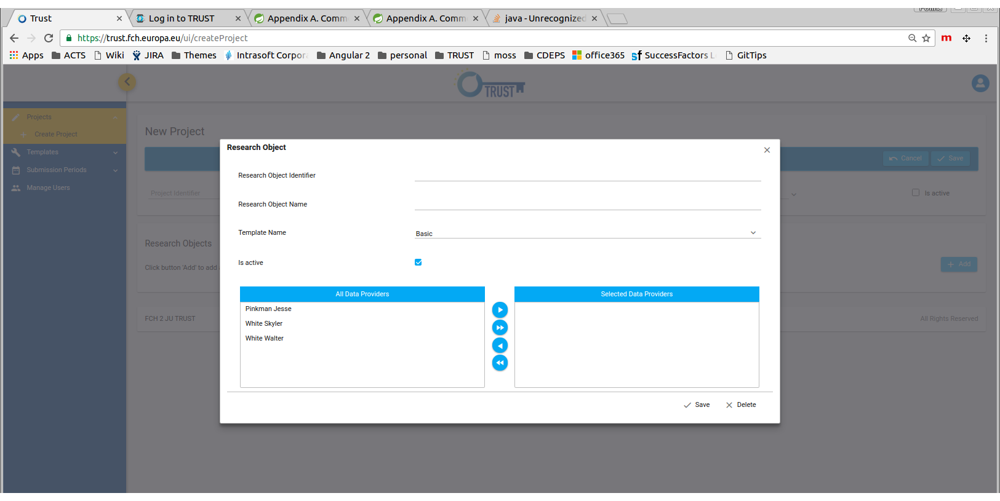 Trust
Log in to TRUST
Appendix A. Comm
Appendix A. Comm
java - Unrecognized
https://trust.fch.europa.eu/ui/createProject
m
Apps ACTS Wiki JIRA Themes Intrasoft Corpor Angular 2 personal TRUST moss CDEPS office365 SuccessFactors L GitTips
TRUST
Projects
Create Project
Templates
Submission Periods
Manage Users
New Project
Cancel Save
Project Identifier
Is active
Research Objects
Click button 'Add' to add
Add
FCH 2 JU TRUST
All Rights Reserved
Research Object
Research Object Identifier
Research Object Name
Template Name
Basic
Is active
All Data Providers
Selected Data Providers
Pinkman Jesse
White Skyler
White Walter
Save Delete